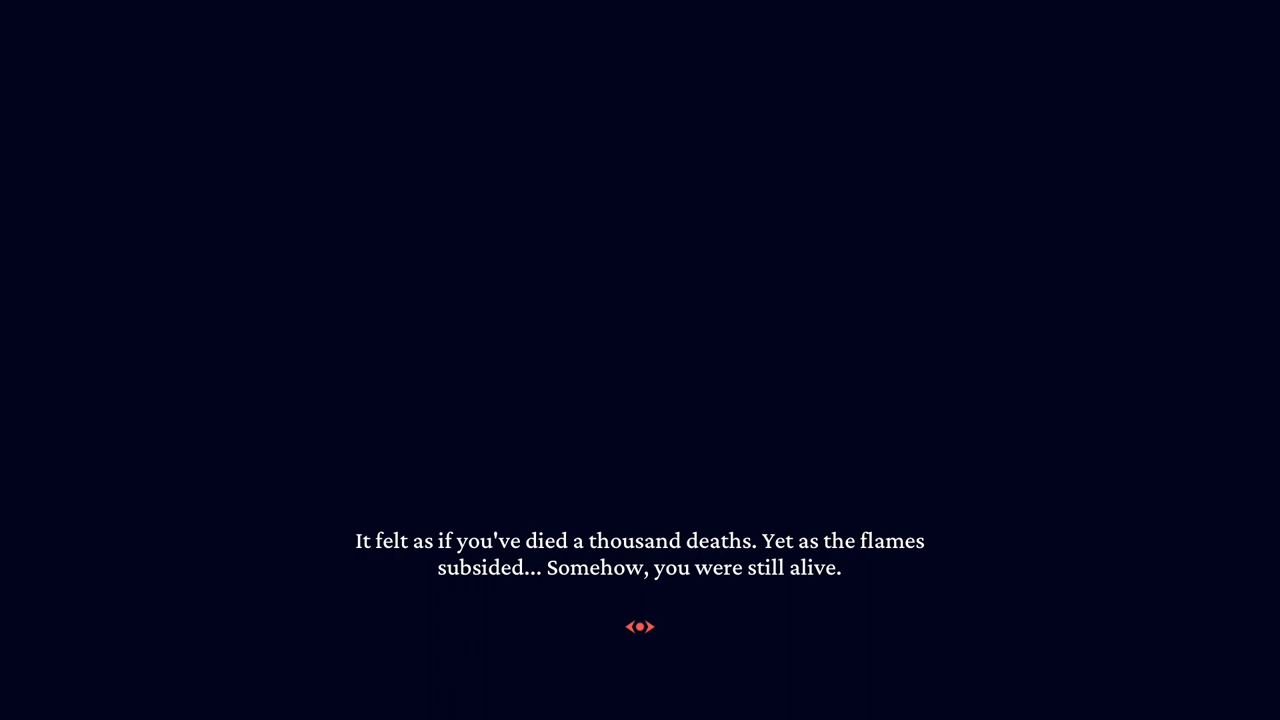 It felt as if you've died a thousand deaths. Yet as the flames
subsided... Somehow, you were still alive.